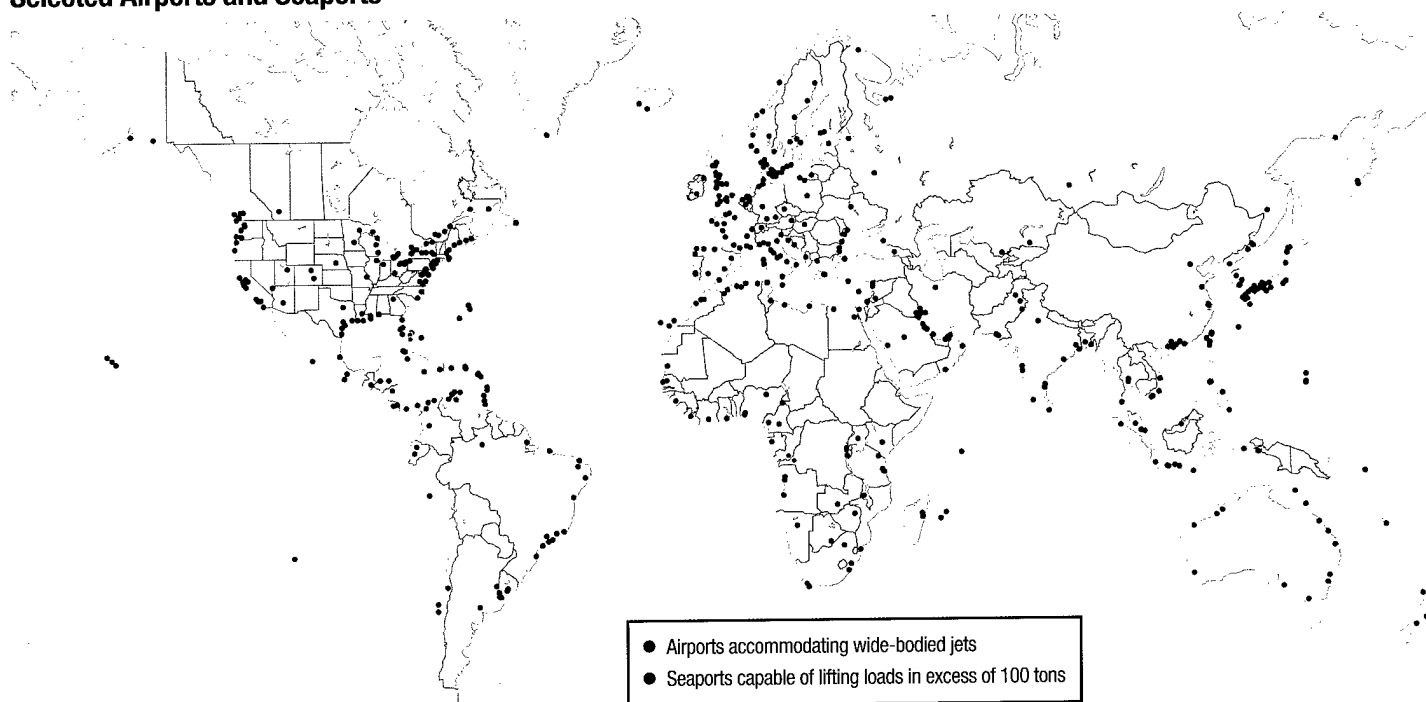 Selected Airports and Seaports
Airports accommodating wide-bodied jets
Seaports capable of lifting loads in excess of 100 tons